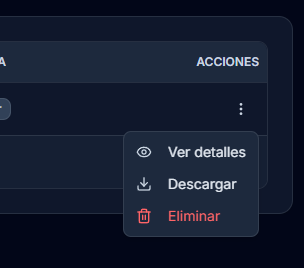 ACCIONES
Ver detalles
Descargar
Eliminar